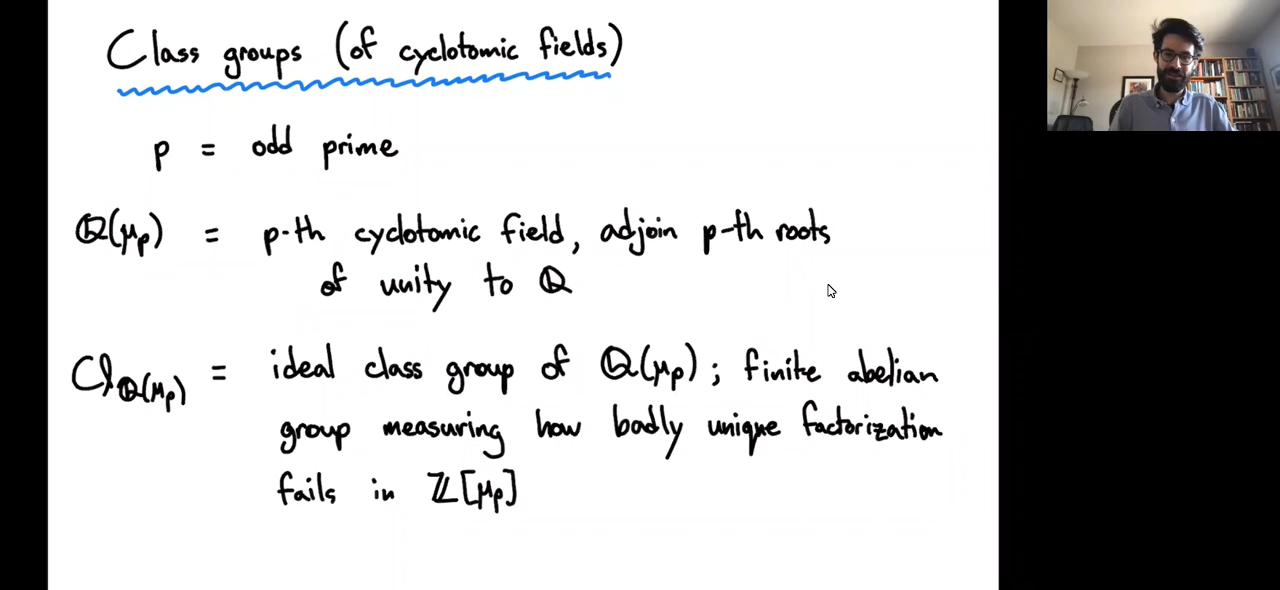 Class groups (of cyclotomic fields)
p = odd prime
ℚ(μₚ) = p-th cyclotomic field, adjoin p-th roots
of unity to ℚ
Cl_ℚ(μₚ) = ideal class group of ℚ(μₚ); finite abelian
group measuring how badly unique factorization
fails in ℤ[μₚ]